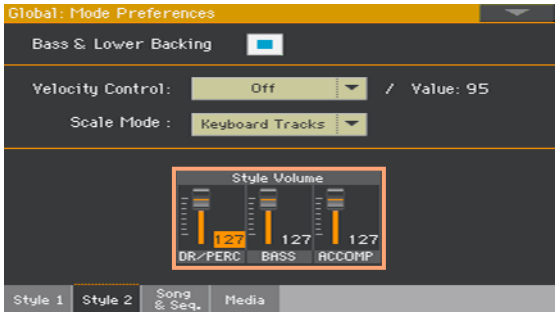 Global: Mode Preferences
Bass & Lower Backing
Velocity Control: Off / Value: 95
Scale Mode : Keyboard Tracks
Style Volume
127 127 127
DR/PERC BASS ACCOMP
Style 1 Style 2 Song & Seq. Media